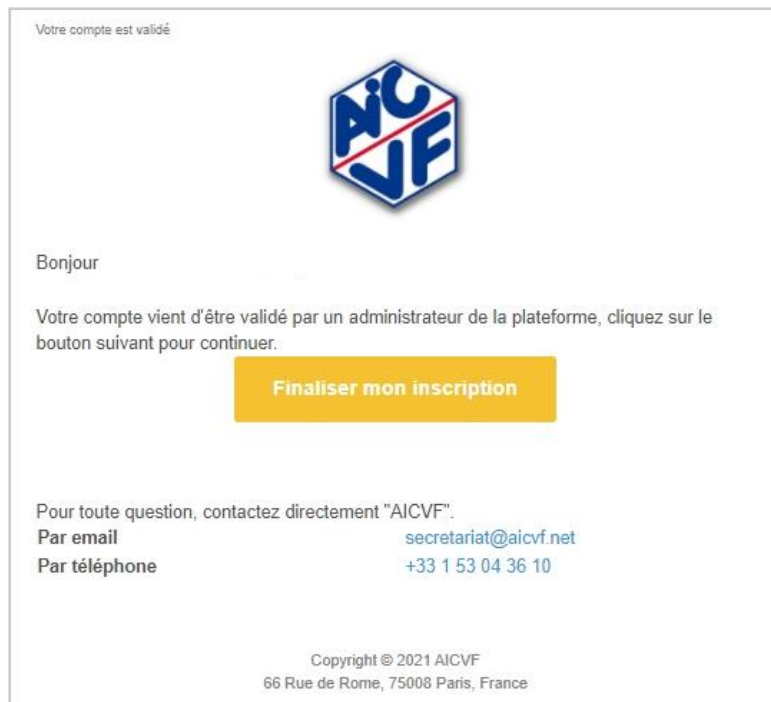 Votre compte est validé
AiC
VF
Bonjour
Votre compte vient d'être validé par un administrateur de la plateforme, cliquez sur le
bouton suivant pour continuer.
Finaliser mon inscription
Pour toute question, contactez directement "AICVF".
Par email secretariat@aicvf.net
Par téléphone +33 1 53 04 36 10
Copyright © 2021 AICVF
66 Rue de Rome, 75008 Paris, France